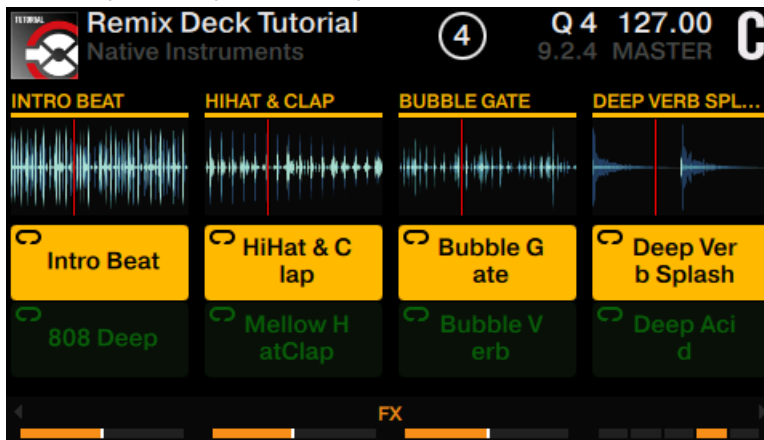 TUTORIAL
Remix Deck Tutorial
Native Instruments
4
Q 4 127.00
9.2.4 MASTER
C
INTRO BEAT HIHAT & CLAP BUBBLE GATE DEEP VERB SPL...
Intro Beat
HiHat & C
lap
Bubble G
ate
Deep Ver
b Splash
808 Deep
Mellow H
atClap
Bubble V
erb
Deep Aci
d
FX